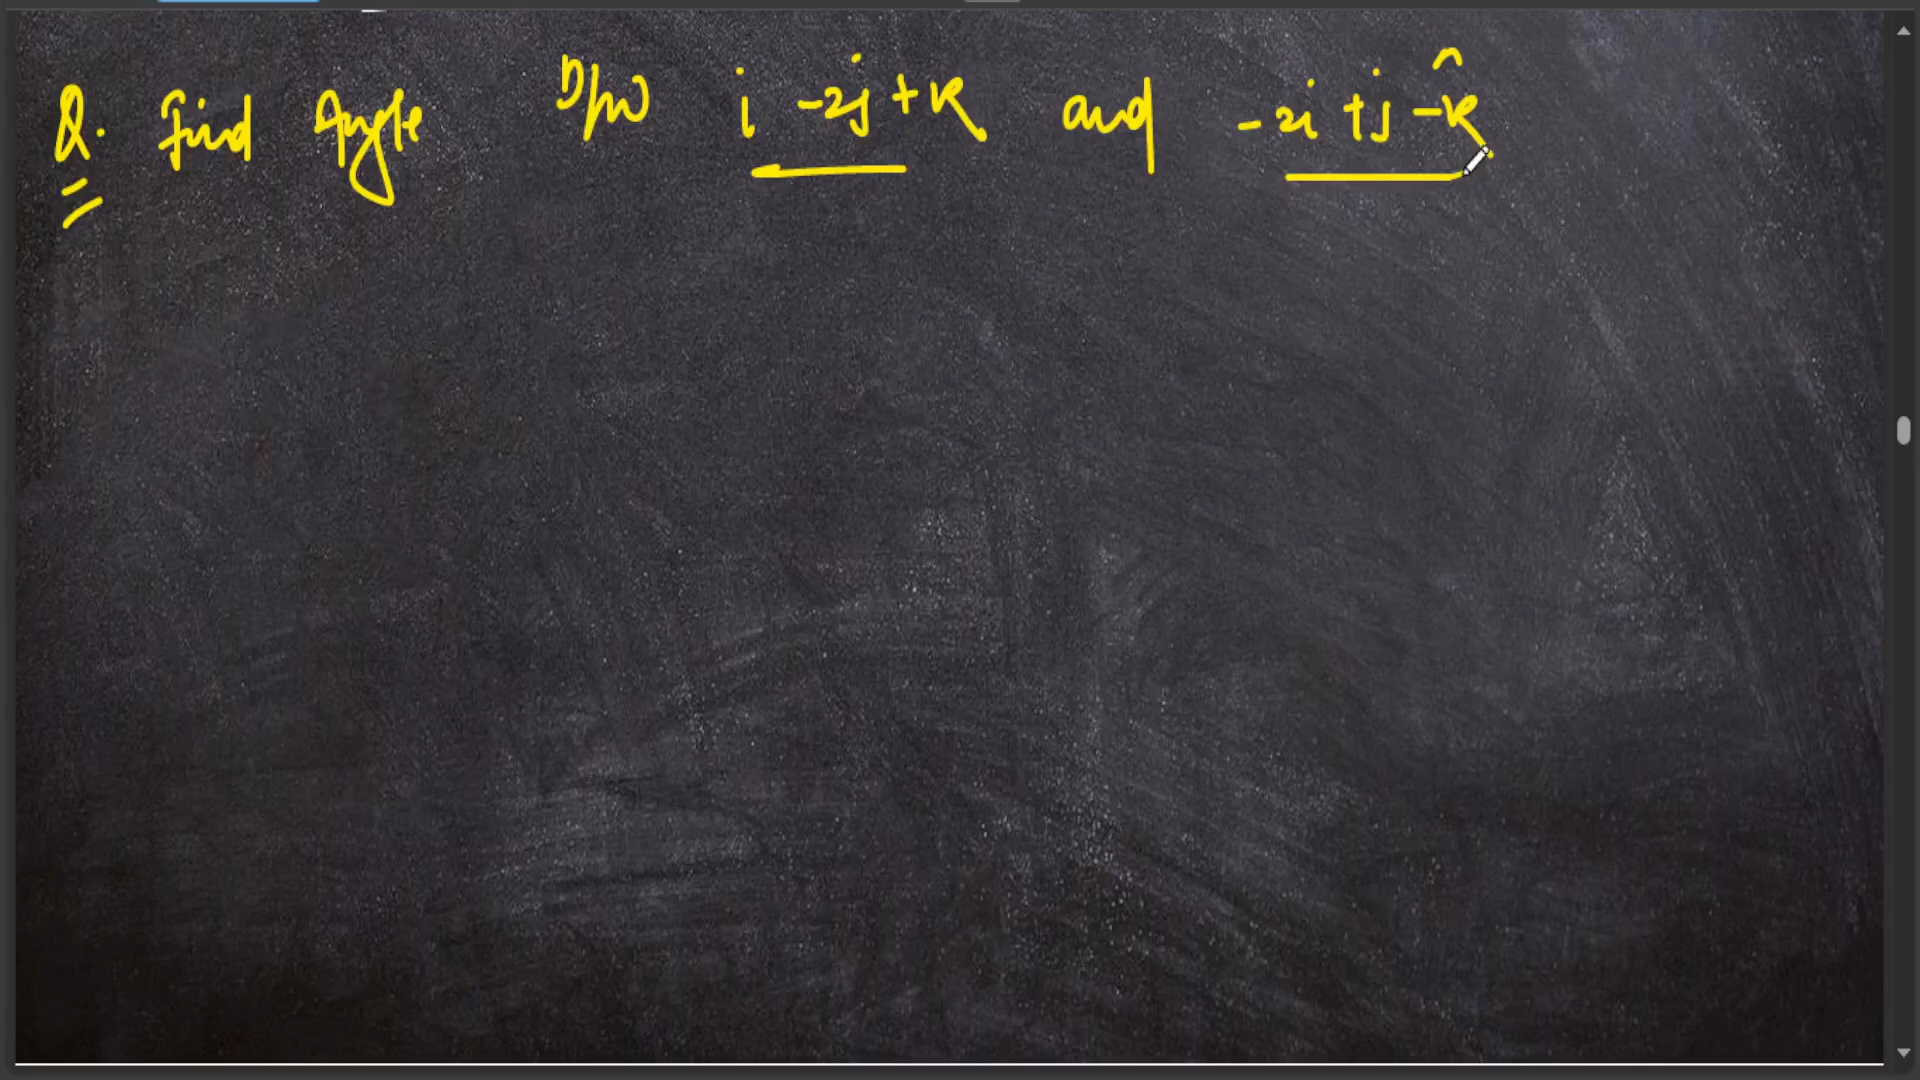 Q. Find Angle b/w i -2j +k and -2i +j -k̂